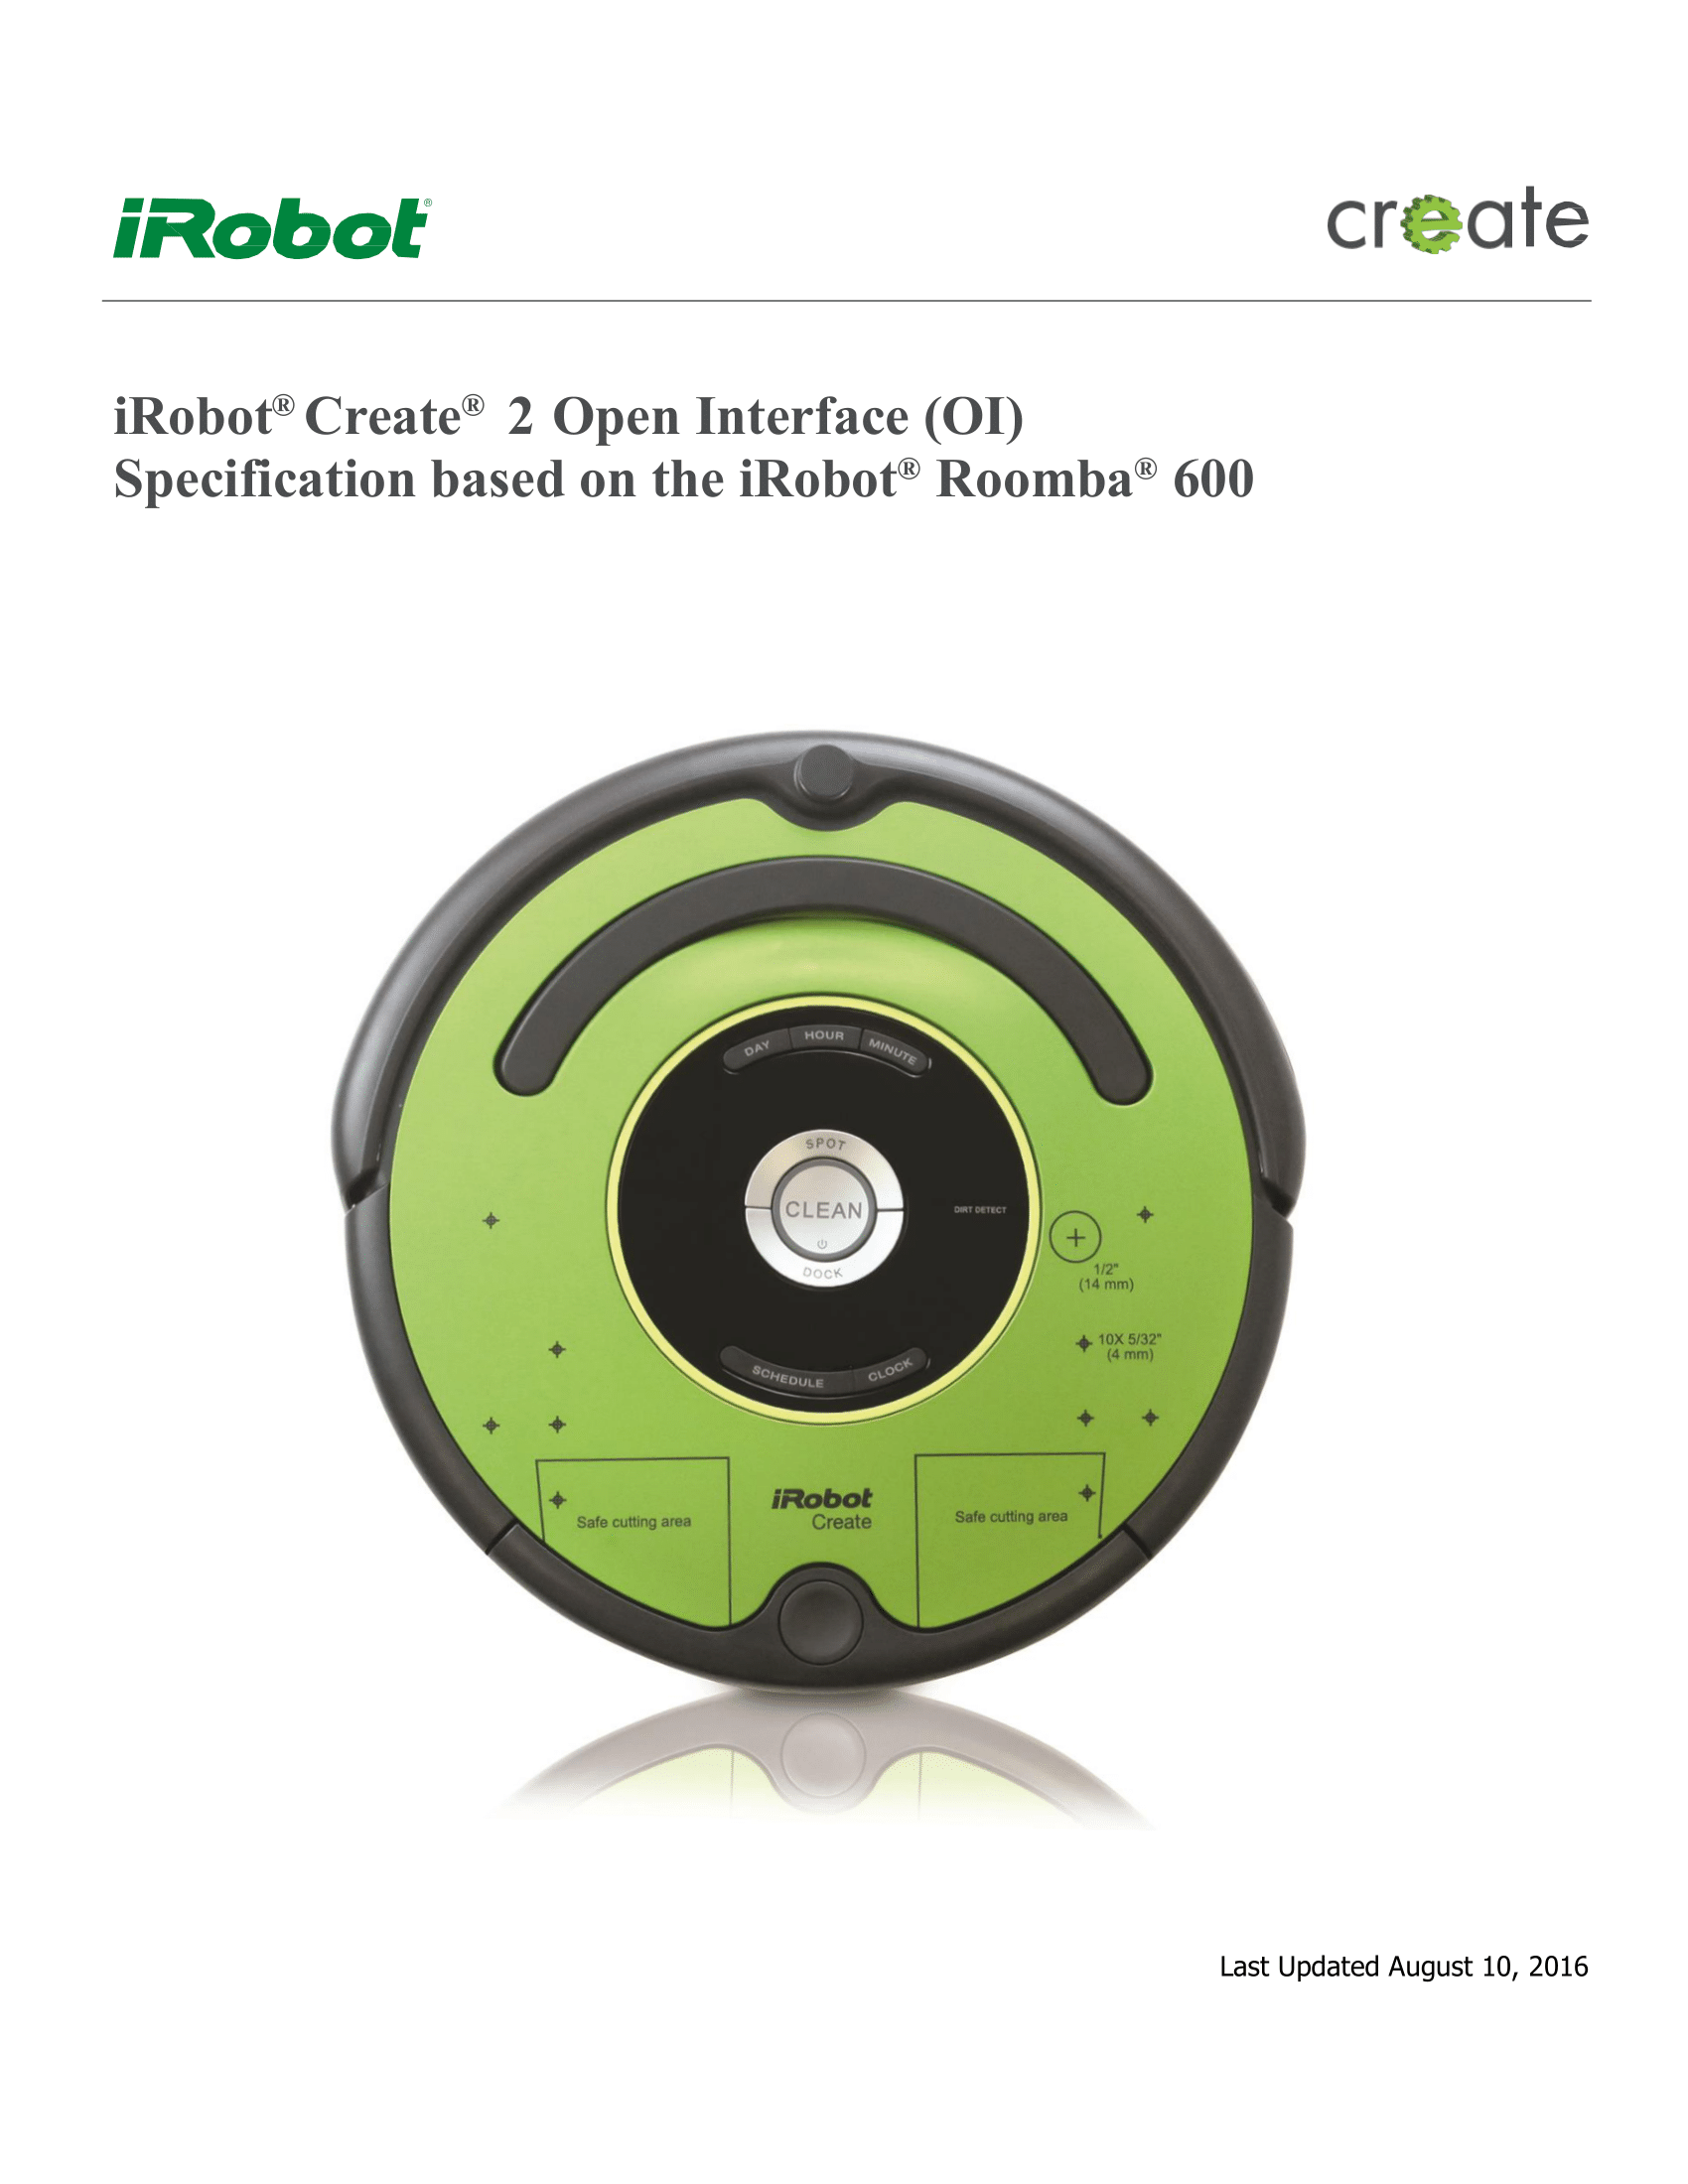 iRobot®
create
iRobot® Create® 2 Open Interface (OI)
Specification based on the iRobot® Roomba® 600
DAY
HOUR
MINUTE
SPOT
CLEAN
DOCK
DIRT DETECT
1/2"
(14 mm)
10X 5/32"
(4 mm)
SCHEDULE
CLOCK
Safe cutting area
iRobot
Create
Safe cutting area
Last Updated August 10, 2016